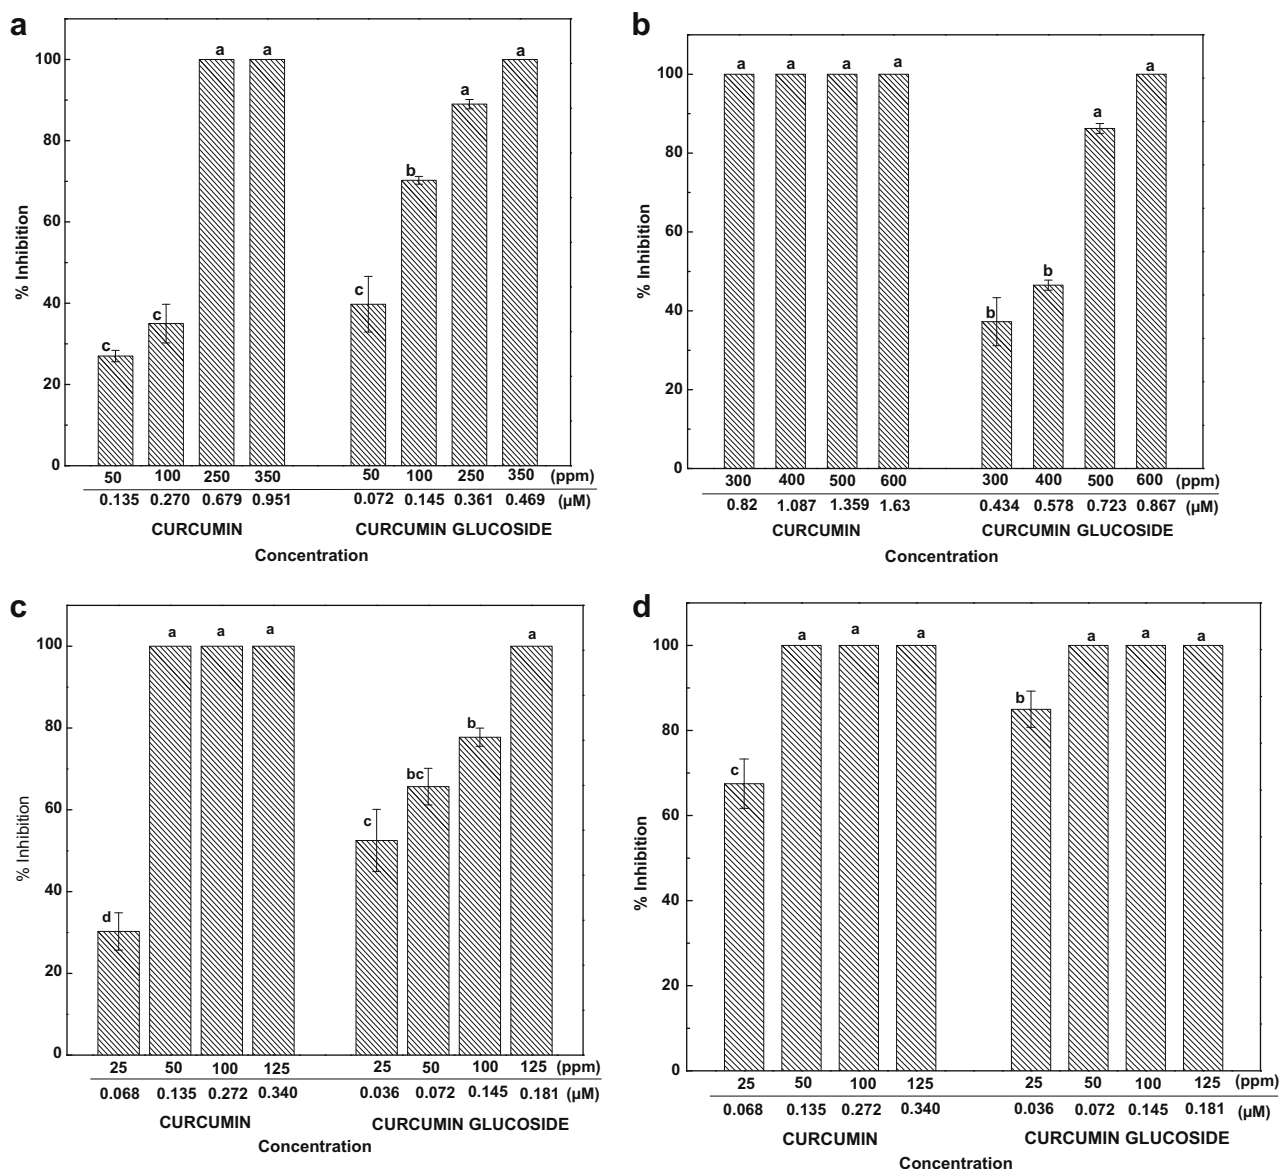 a
% Inhibition
100
80
60
40
20
0
c
c
a
a
c
b
a
a
50 100 250 350 50 100 250 350 (ppm)
0.135 0.270 0.679 0.951 0.072 0.145 0.361 0.469 (µM)
CURCUMIN CURCUMIN GLUCOSIDE
Concentration
b
% Inhibition
100
80
60
40
20
0
a
a
a
a
b
b
a
a
300 400 500 600 300 400 500 600 (ppm)
0.82 1.087 1.359 1.63 0.434 0.578 0.723 0.867 (µM)
CURCUMIN CURCUMIN GLUCOSIDE
Concentration
c
% Inhibition
100
80
60
40
20
0
d
a
a
a
c
bc
b
a
25 50 100 125 25 50 100 125 (ppm)
0.068 0.135 0.272 0.340 0.036 0.072 0.145 0.181 (µM)
CURCUMIN CURCUMIN GLUCOSIDE
Concentration
d
% Inhibition
100
80
60
40
20
0
c
a
a
a
b
a
a
a
25 50 100 125 25 50 100 125 (ppm)
0.068 0.135 0.272 0.340 0.036 0.072 0.145 0.181 (µM)
CURCUMIN CURCUMIN GLUCOSIDE
Concentration